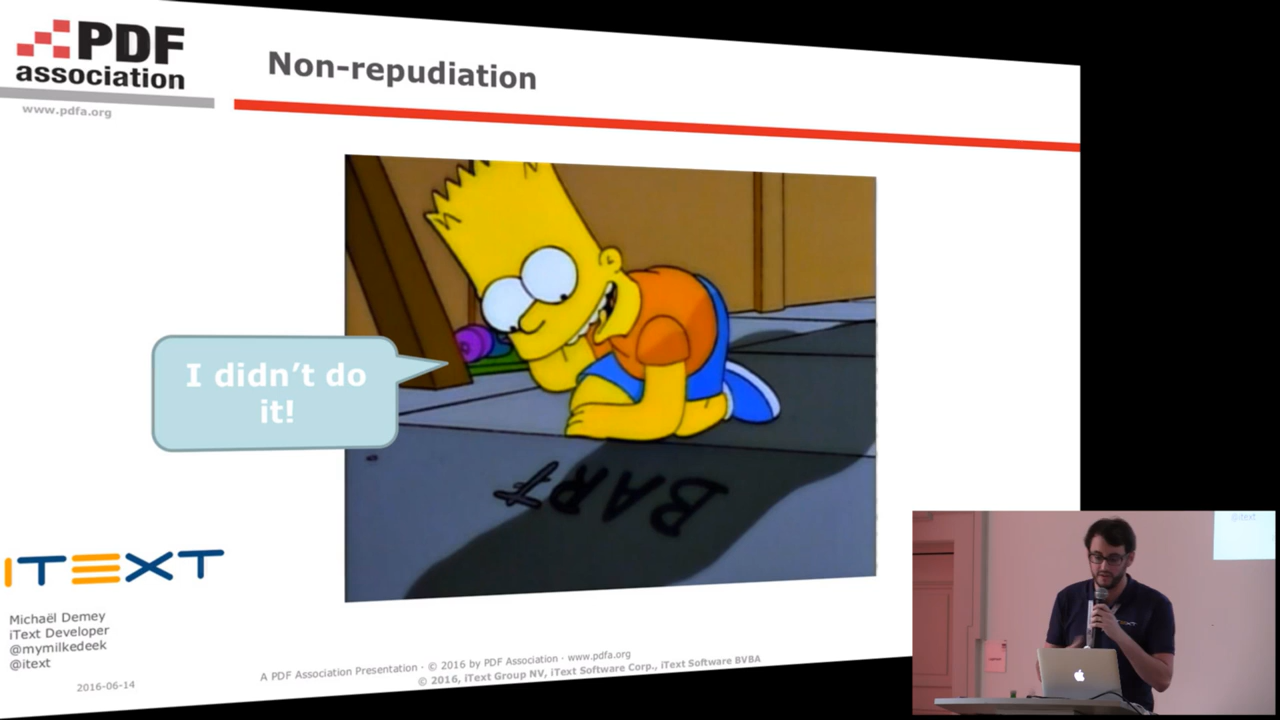 PDF
association
www.pdfa.org
Non-repudiation
I didn't do
it!
BART
iTEXT
Michaël Demey
iText Developer
@mymilkedeek
@itext
2016-06-14
A PDF Association Presentation · © 2016 by PDF Association · www.pdfa.org
© 2016, iText Group NV, iText Software Corp., iText Software BVBA
@itext